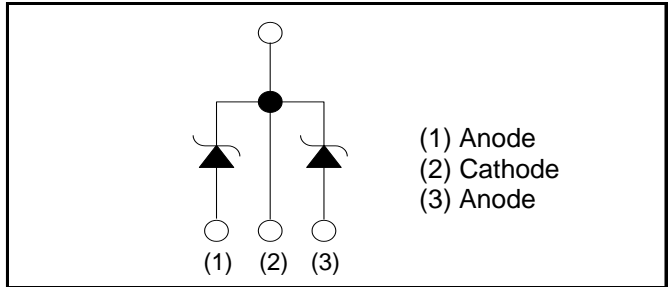 (1) Anode
(2) Cathode
(3) Anode
(1) (2) (3)